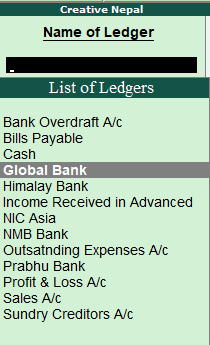 Creative Nepal
Name of Ledger
List of Ledgers
Bank Overdraft A/c
Bills Payable
Cash
Global Bank
Himalay Bank
Income Received in Advanced
NIC Asia
NMB Bank
Outsatnding Expenses A/c
Prabhu Bank
Profit & Loss A/c
Sales A/c
Sundry Creditors A/c